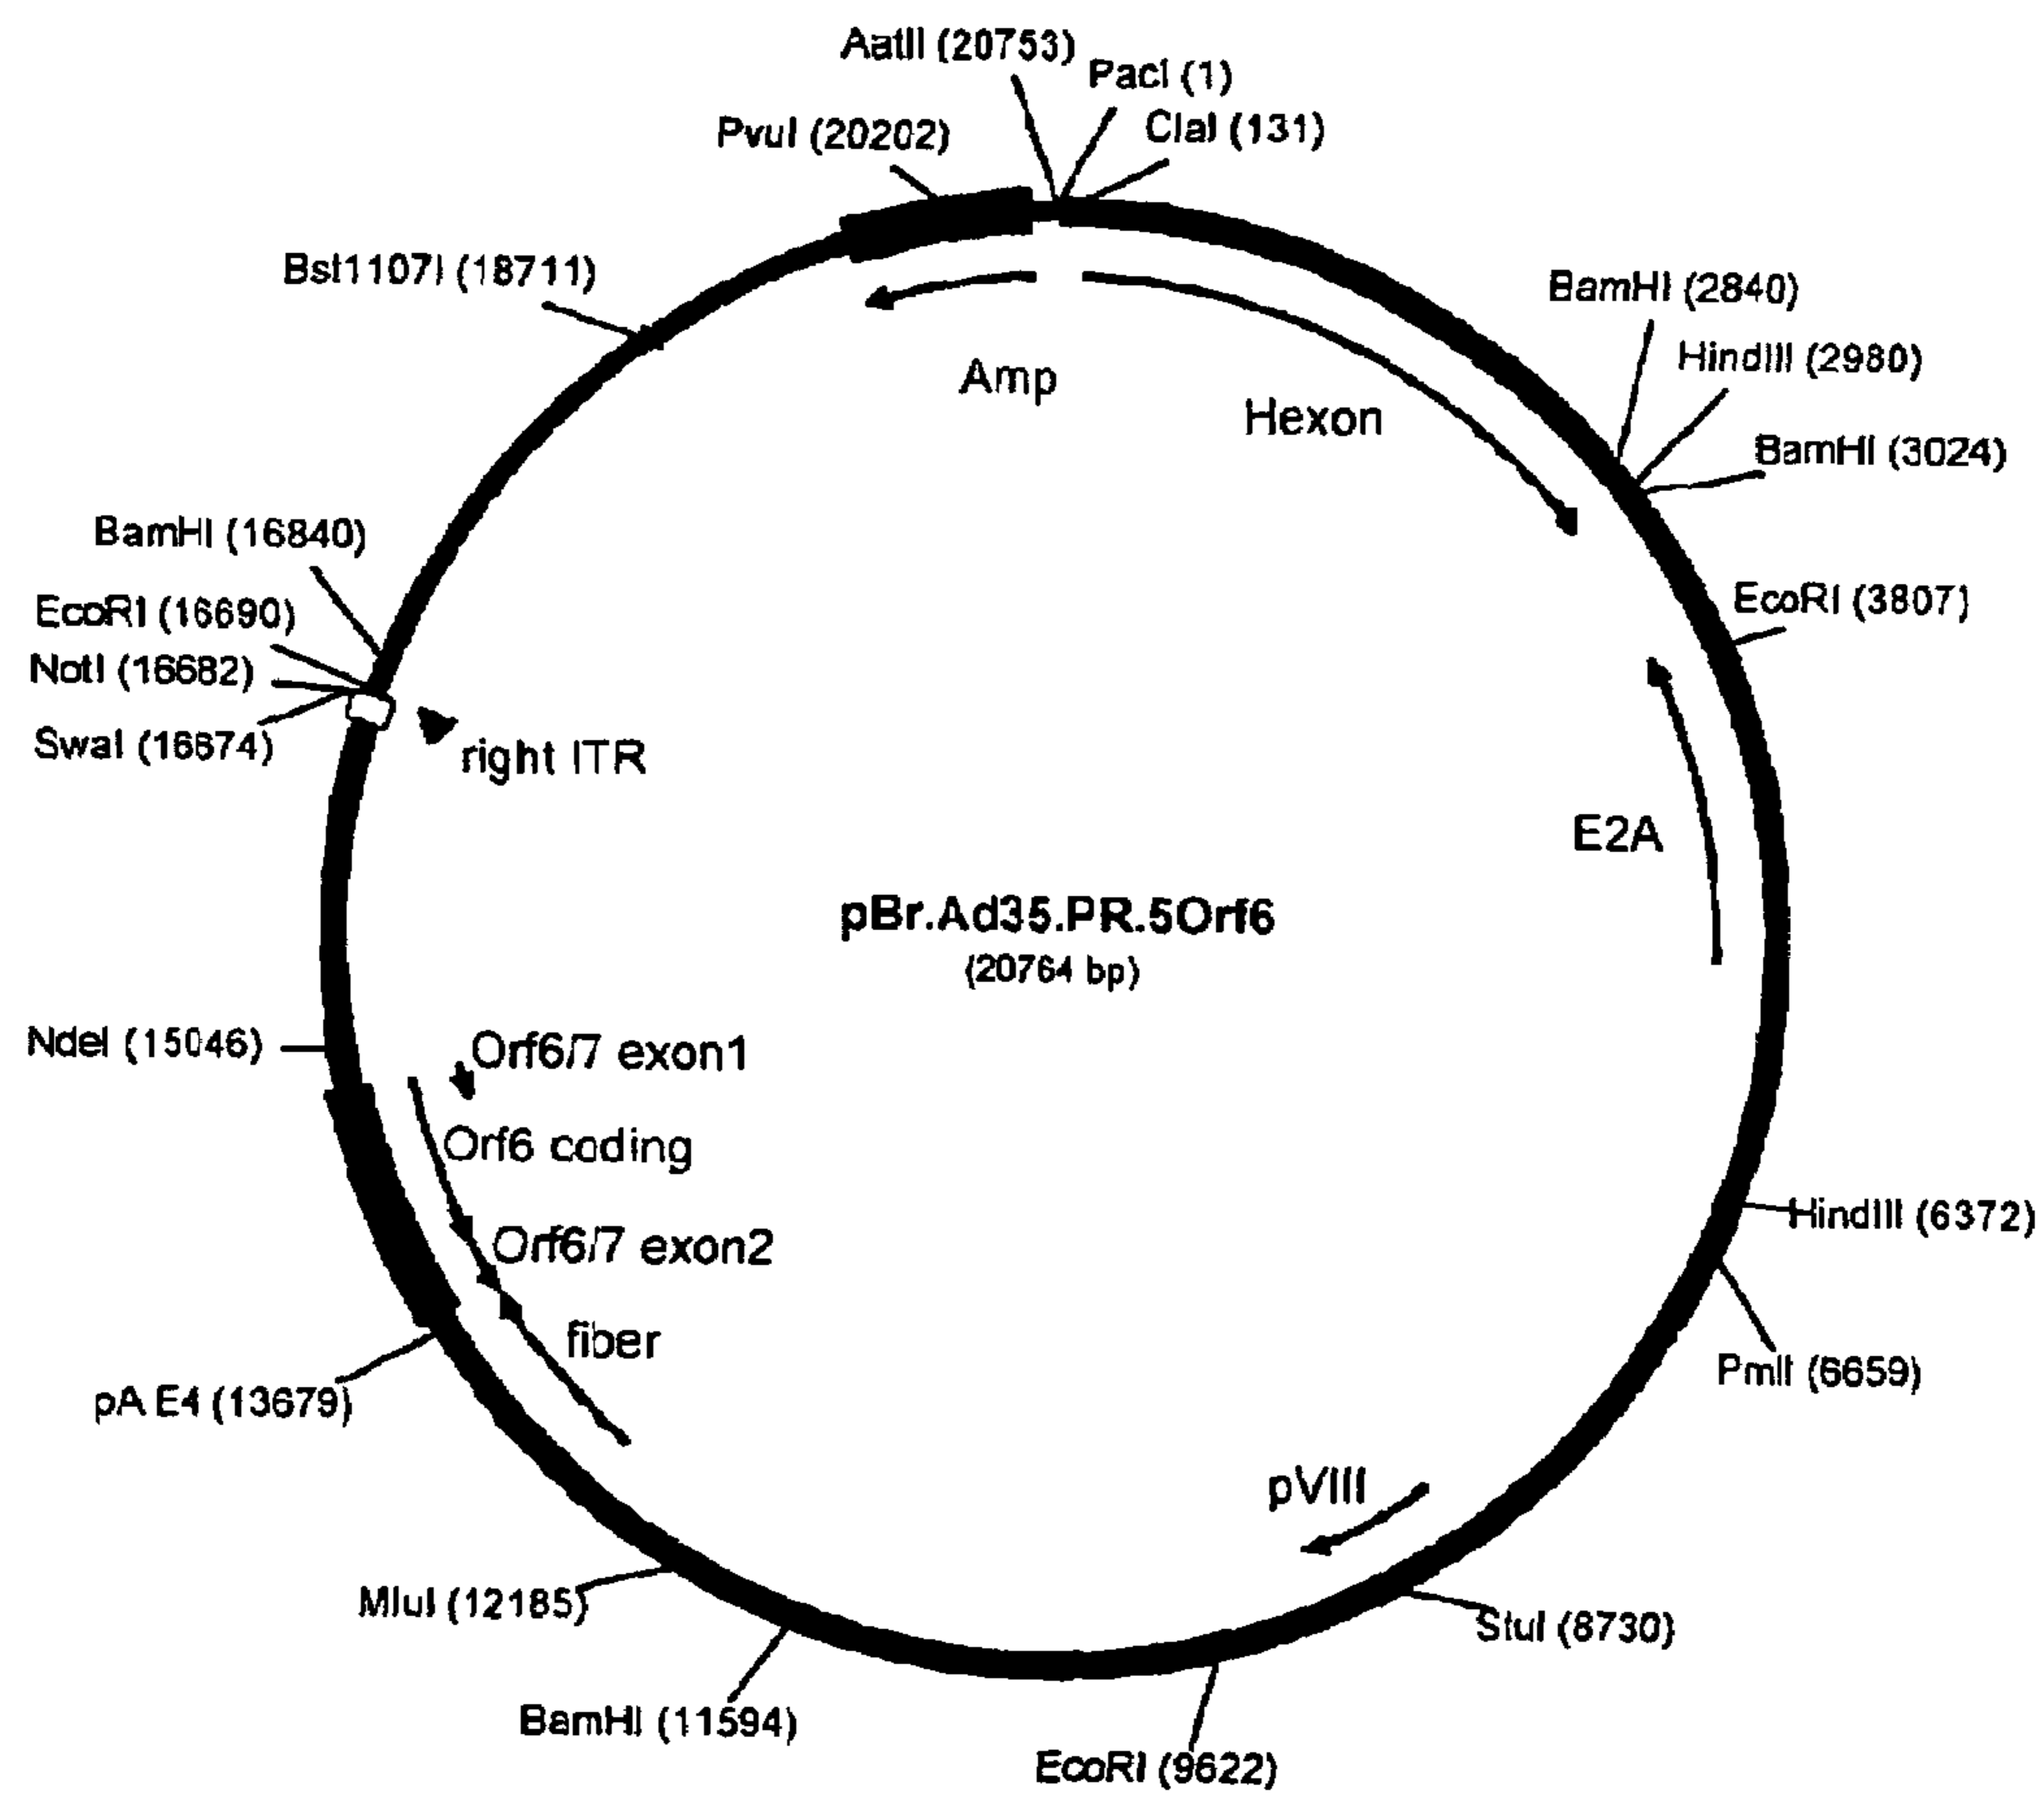 AatII (20753)
PacI (1)
ClaI (131)
PvuI (20202)
Bst1107I (18711)
BamHI (2840)
HindIII (2980)
BamHI (3024)
Amp
Hexon
BamHI (16840)
EcoRI (16690)
NotI (16682)
SwaI (16674)
right ITR
EcoRI (3807)
E2A
pBr.Ad35.PR.5Orf6
(20764 bp)
NdeI (15046)
Orf6/7 exon1
Orf6 coding
Orf6/7 exon2
fiber
HindIII (6372)
PmlI (6659)
pA E4 (13679)
pVIII
MluI (12185)
StuI (8730)
BamHI (11594)
EcoRI (9622)